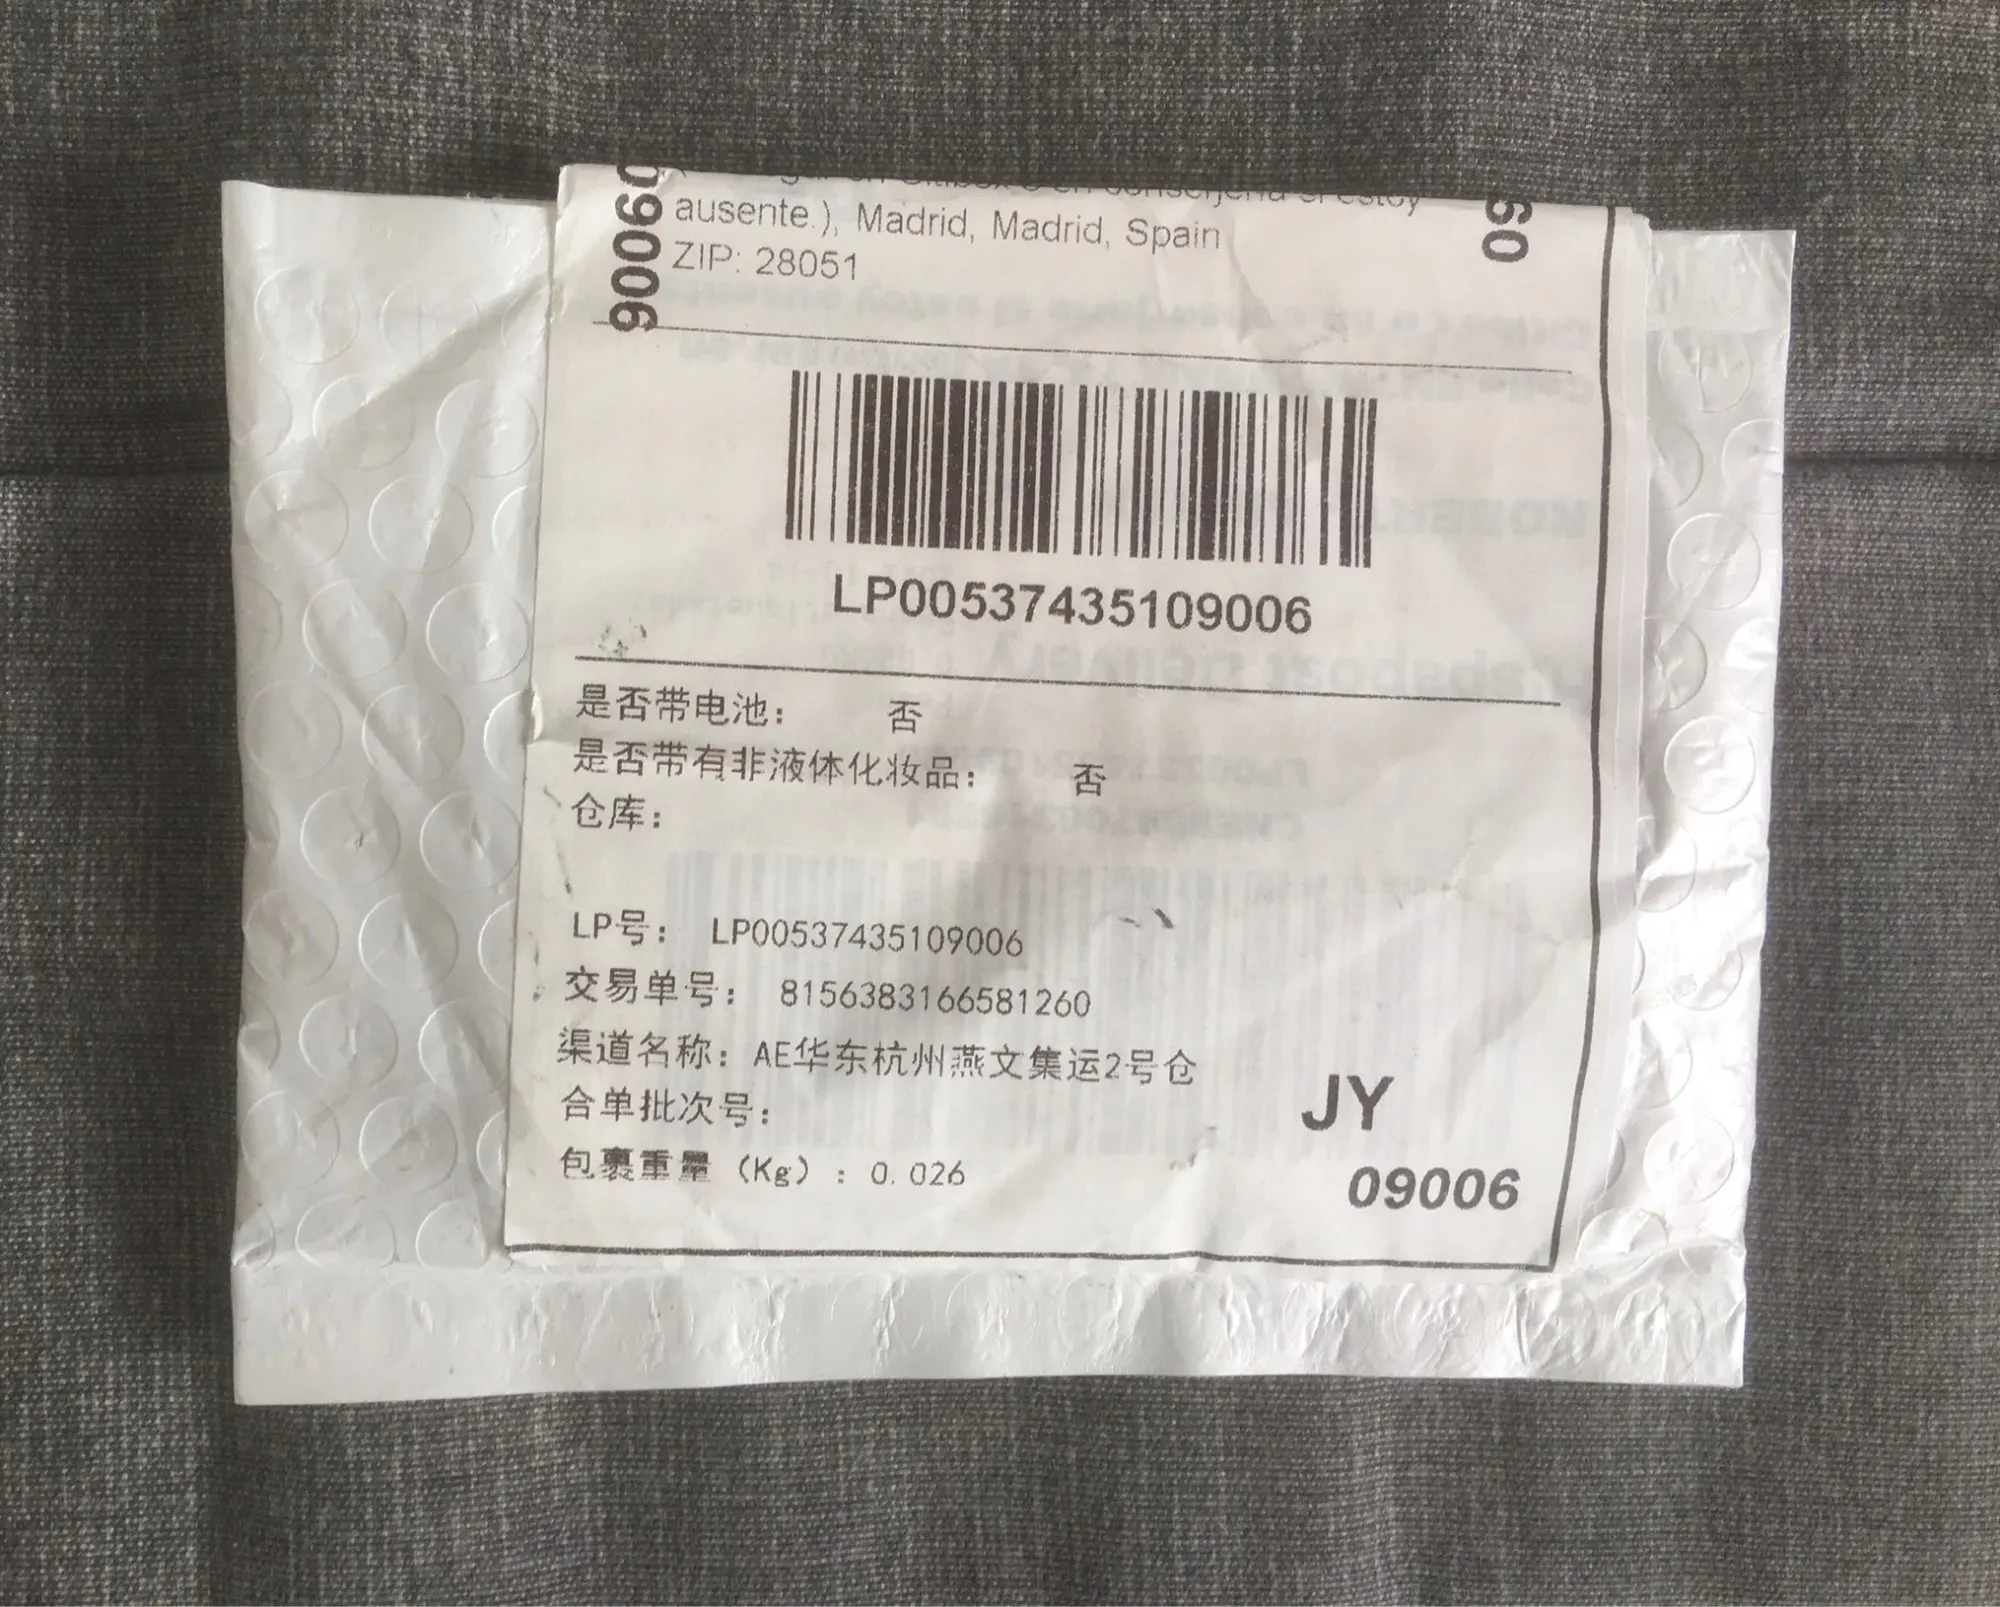 ausente.), Madrid, Madrid, Spain
ZIP: 28051
LP00537435109006
是否带电池： 否
是否带有非液体化妆品： 否
仓库：
LP号： LP00537435109006
交易单号： 8156383166581260
渠道名称：AE华东杭州燕文集运2号仓
合单批次号：
包裹重量（Kg）：0.026
JY
09006